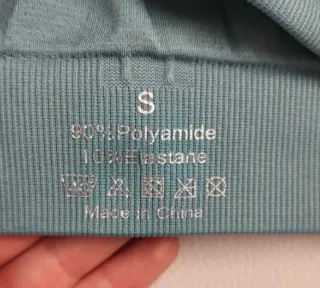 S
90% Polyamide
10% Elastane
Made in China